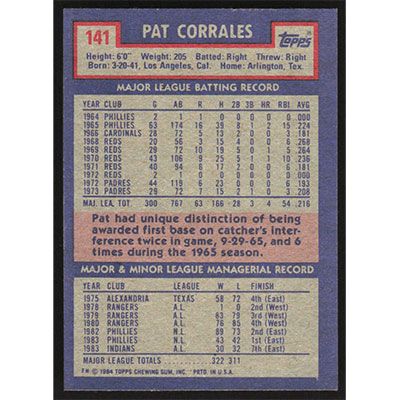 141 PAT CORRALES Topps
Height: 6'0" Weight: 205 Batted: Right Threw: Right
Born: 3-20-41, Los Angeles, Cal. Home: Arlington, Tex.
MAJOR LEAGUE BATTING RECORD
YEAR CLUB G AB R H 2B 3B HR RBI AVG
1964 PHILLIES 2 1 1 0 0 0 0 0 .000
1965 PHILLIES 63 174 16 39 8 1 2 15 .224
1966 CARDINALS 28 72 5 13 2 0 0 3 .181
1968 REDS 20 56 3 15 4 0 0 6 .268
1969 REDS 29 72 10 19 5 0 1 5 .264
1970 REDS 43 106 9 25 5 1 1 10 .236
1971 REDS 40 94 6 17 2 0 0 6 .181
1972 REDS 2 1 0 0 0 0 0 0 .000
1972 PADRES 44 119 6 23 0 0 0 6 .193
1973 PADRES 29 72 7 15 2 1 0 3 .208
MAJ. LEA. TOT. 300 767 63 166 28 3 4 54 .216
Pat had unique distinction of being
awarded first base on catcher's inter-
ference twice in game, 9-29-65, and 6
times during the 1965 season.
MAJOR & MINOR LEAGUE MANAGERIAL RECORD
YEAR CLUB LEA. W L FINISH
1975 ALEXANDRIA TEXAS 58 72 4th (East)
1978 RANGERS A.L. 1 0 2nd (West)
1979 RANGERS A.L. 83 79 3rd (West)
1980 RANGERS A.L. 76 85 4th (West)
1982 PHILLIES N.L. 89 73 2nd (East)
1983 PHILLIES N.L. 43 42 1st (East)
1983 INDIANS A.L. 30 32 7th (East)
MAJOR LEAGUE TOTALS 322 311
© 1984 TOPPS CHEWING GUM, INC. PRTD. IN U.S.A.